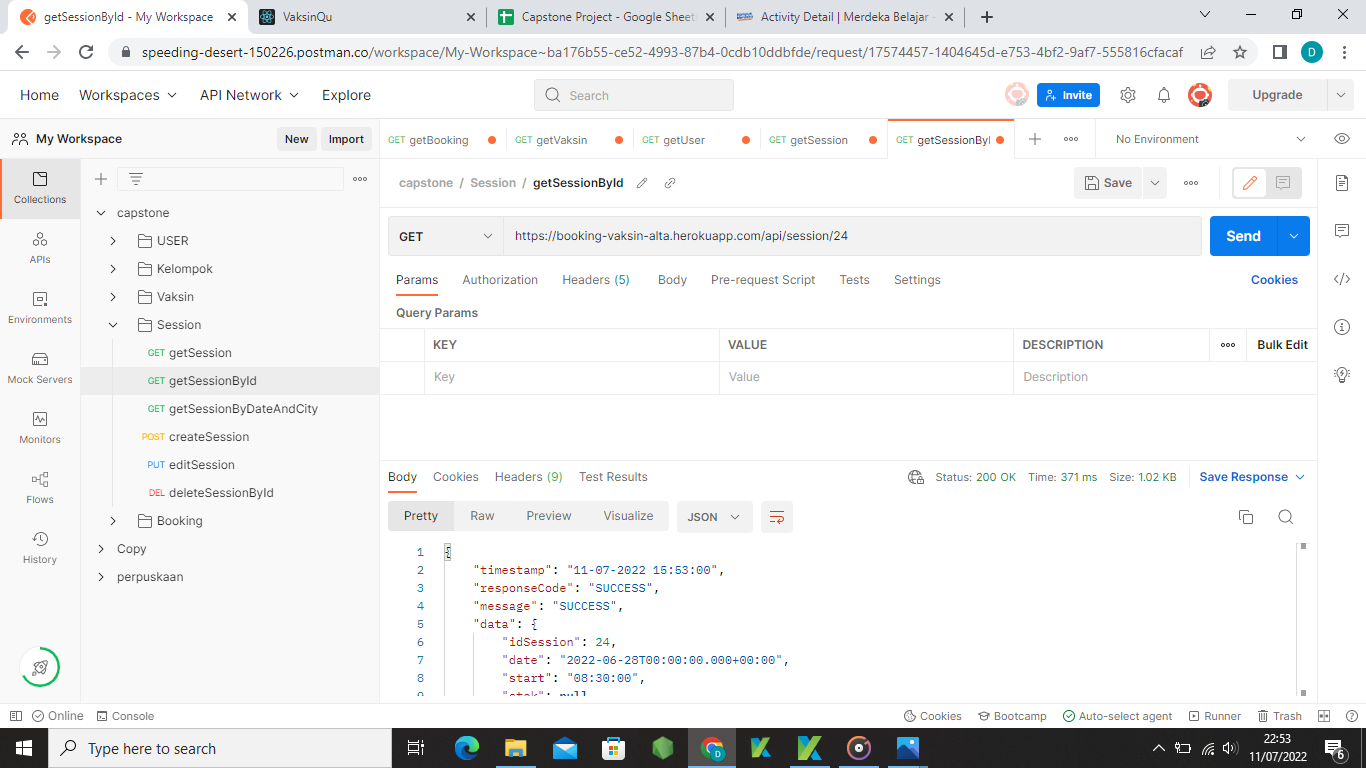 getSessionById - My Workspace
VaksinQu
Capstone Project - Google Sheet
Activity Detail | Merdeka Belajar -
speeding-desert-150226.postman.co/workspace/My-Workspace~ba176b55-ce52-4993-87b4-0cdb10ddbfde/request/17574457-1404645d-e753-4bf2-9af7-555816cfacaf
D
Home Workspaces API Network Explore
Search
Invite
Upgrade
My Workspace
New Import
GET getBooking
GET getVaksin
GET getUser
GET getSession
GET getSessionByI
No Environment
Collections
APIs
Environments
Mock Servers
Monitors
Flows
History
capstone
USER
Kelompok
Vaksin
Session
GET getSession
GET getSessionById
GET getSessionByDateAndCity
POST createSession
PUT editSession
DEL deleteSessionById
Booking
Copy
perpuskaan
capstone / Session / getSessionById
Save
GET
https://booking-vaksin-alta.herokuapp.com/api/session/24
Send
Params Authorization Headers (5) Body Pre-request Script Tests Settings Cookies
Query Params
KEY VALUE DESCRIPTION Bulk Edit
Key Value Description
Body Cookies Headers (9) Test Results
Status: 200 OK Time: 371 ms Size: 1.02 KB Save Response
Pretty Raw Preview Visualize JSON
1 {
2 "timestamp": "11-07-2022 15:53:00",
3 "responseCode": "SUCCESS",
4 "message": "SUCCESS",
5 "data": {
6 "idSession": 24,
7 "date": "2022-06-28T00:00:00.000+00:00",
8 "start": "08:30:00",
9 "stok": null
Online Console
Cookies Bootcamp Auto-select agent Runner Trash
Type here to search
D
22:53
11/07/2022
6